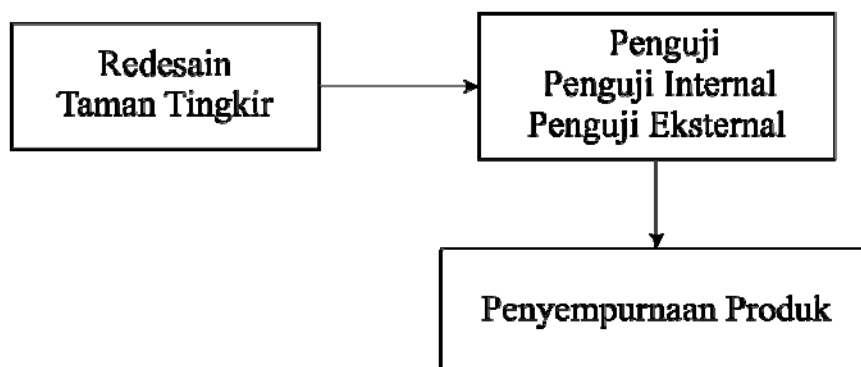 Redesain
Taman Tingkir
Penguji
Penguji Internal
Penguji Eksternal
Penyempurnaan Produk